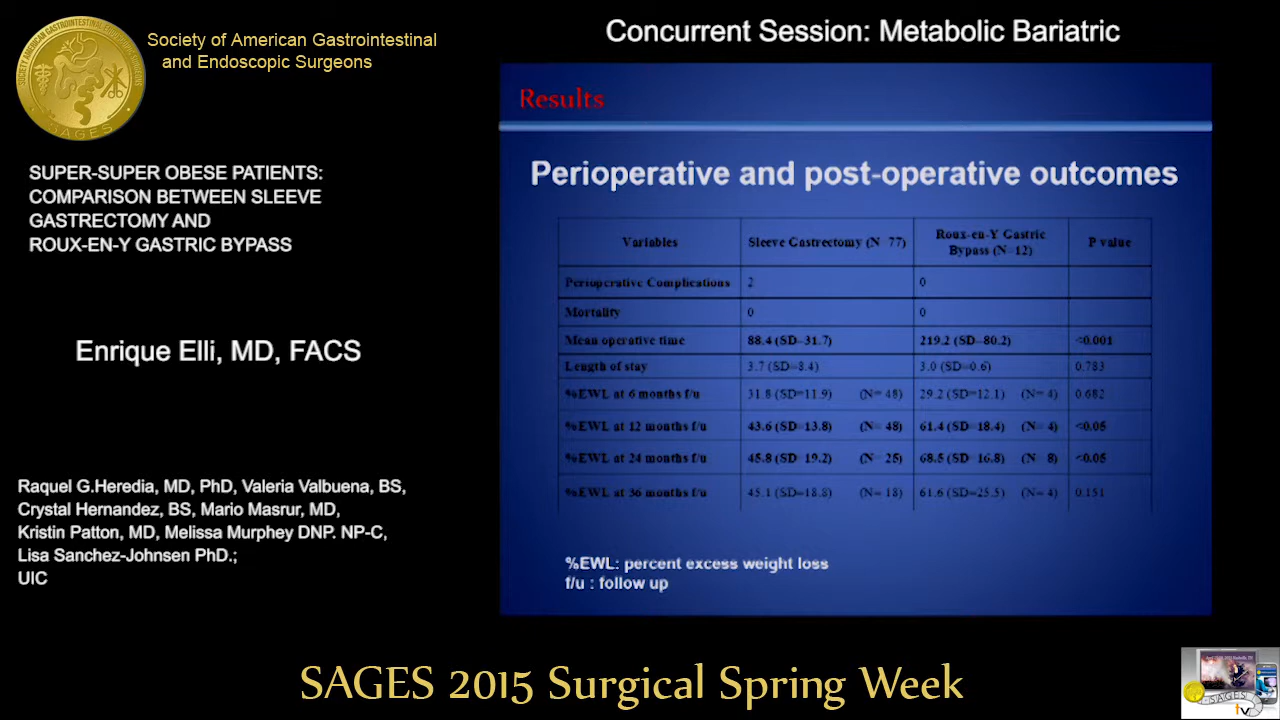 Society of American Gastrointestinal
and Endoscopic Surgeons
SAGES
Concurrent Session: Metabolic Bariatric
SUPER-SUPER OBESE PATIENTS:
COMPARISON BETWEEN SLEEVE
GASTRECTOMY AND
ROUX-EN-Y GASTRIC BYPASS
Enrique Elli, MD, FACS
Raquel G.Heredia, MD, PhD, Valeria Valbuena, BS,
Crystal Hernandez, BS, Mario Masrur, MD,
Kristin Patton, MD, Melissa Murphey DNP. NP-C,
Lisa Sanchez-Johnsen PhD.;
UIC
Results
Perioperative and post-operative outcomes
Variables Sleeve Gastrectomy (N=77) Roux-en-Y Gastric Bypass (N=12) P value
Perioperative Complications 2 0
Mortality 0 0
Mean operative time 88.4 (SD=31.7) 219.2 (SD=80.2) <0.001
Length of stay 3.7 (SD=8.4) 3.0 (SD=0.6) 0.783
%EWL at 6 months f/u 31.8 (SD=11.9) (N= 48) 29.2 (SD=12.1) (N= 4) 0.682
%EWL at 12 months f/u 43.6 (SD=13.8) (N= 48) 61.4 (SD=18.4) (N= 4) <0.05
%EWL at 24 months f/u 45.8 (SD=19.2) (N= 25) 68.5 (SD=16.8) (N= 8) <0.05
%EWL at 36 months f/u 45.1 (SD=18.8) (N= 18) 61.6 (SD=25.5) (N= 4) 0.151
%EWL: percent excess weight loss
f/u : follow up
SAGES 2015 Surgical Spring Week
SAGES
tv